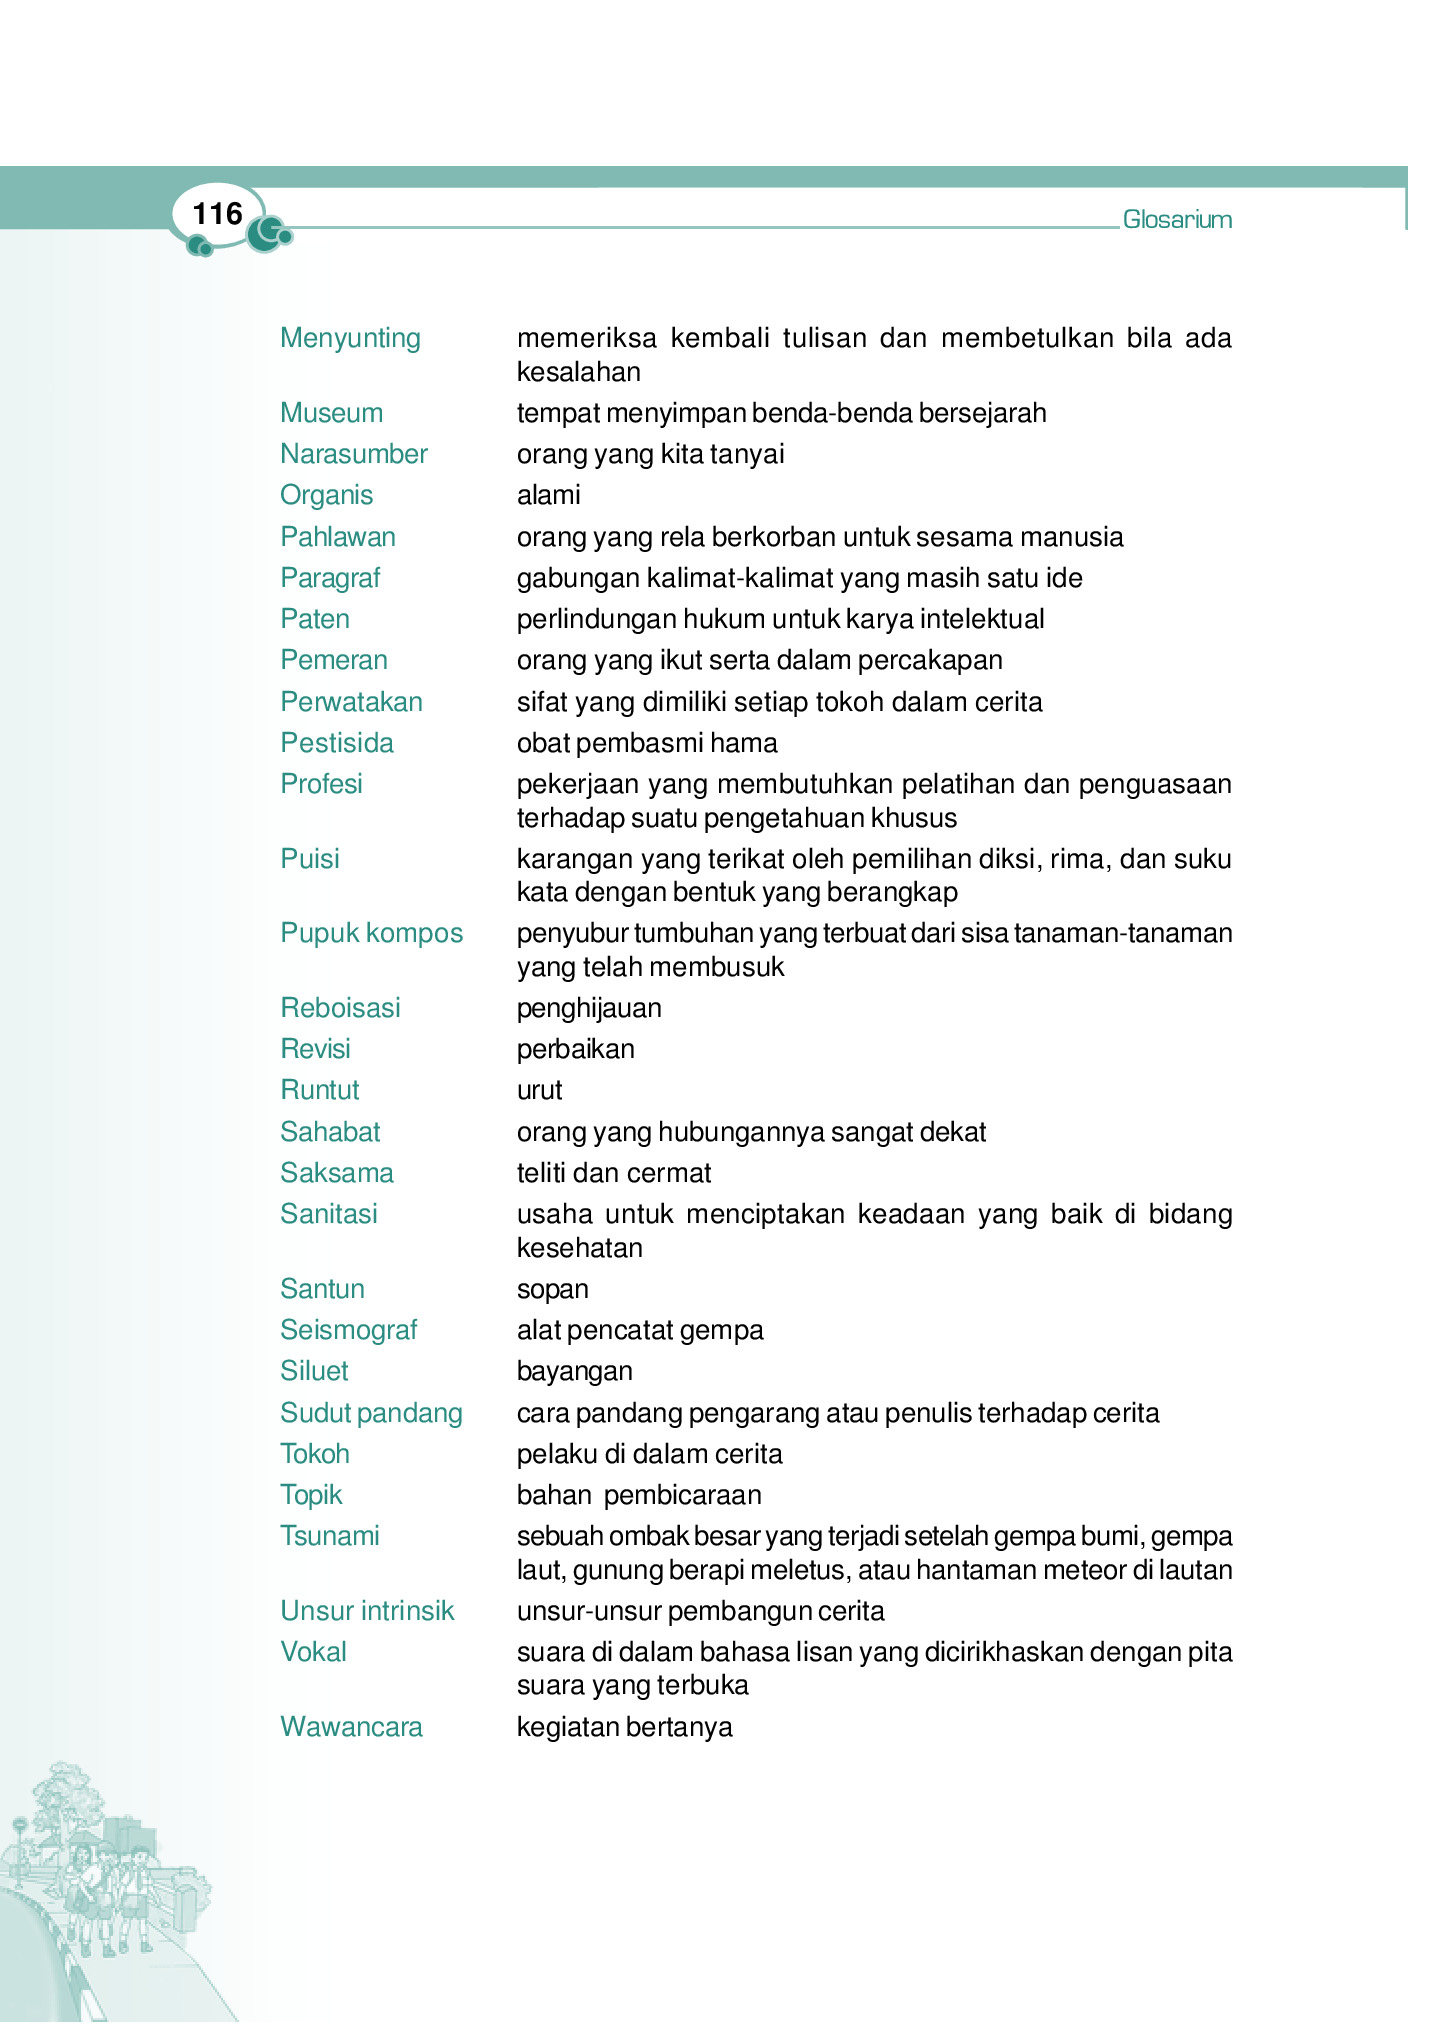 116
Glosarium
Menyunting memeriksa kembali tulisan dan membetulkan bila ada
kesalahan
Museum tempat menyimpan benda-benda bersejarah
Narasumber orang yang kita tanyai
Organis alami
Pahlawan orang yang rela berkorban untuk sesama manusia
Paragraf gabungan kalimat-kalimat yang masih satu ide
Paten perlindungan hukum untuk karya intelektual
Pemeran orang yang ikut serta dalam percakapan
Perwatakan sifat yang dimiliki setiap tokoh dalam cerita
Pestisida obat pembasmi hama
Profesi pekerjaan yang membutuhkan pelatihan dan penguasaan
terhadap suatu pengetahuan khusus
Puisi karangan yang terikat oleh pemilihan diksi, rima, dan suku
kata dengan bentuk yang berangkap
Pupuk kompos penyubur tumbuhan yang terbuat dari sisa tanaman-tanaman
yang telah membusuk
Reboisasi penghijauan
Revisi perbaikan
Runtut urut
Sahabat orang yang hubungannya sangat dekat
Saksama teliti dan cermat
Sanitasi usaha untuk menciptakan keadaan yang baik di bidang
kesehatan
Santun sopan
Seismograf alat pencatat gempa
Siluet bayangan
Sudut pandang cara pandang pengarang atau penulis terhadap cerita
Tokoh pelaku di dalam cerita
Topik bahan pembicaraan
Tsunami sebuah ombak besar yang terjadi setelah gempa bumi, gempa
laut, gunung berapi meletus, atau hantaman meteor di lautan
Unsur intrinsik unsur-unsur pembangun cerita
Vokal suara di dalam bahasa lisan yang dicirikhaskan dengan pita
suara yang terbuka
Wawancara kegiatan bertanya